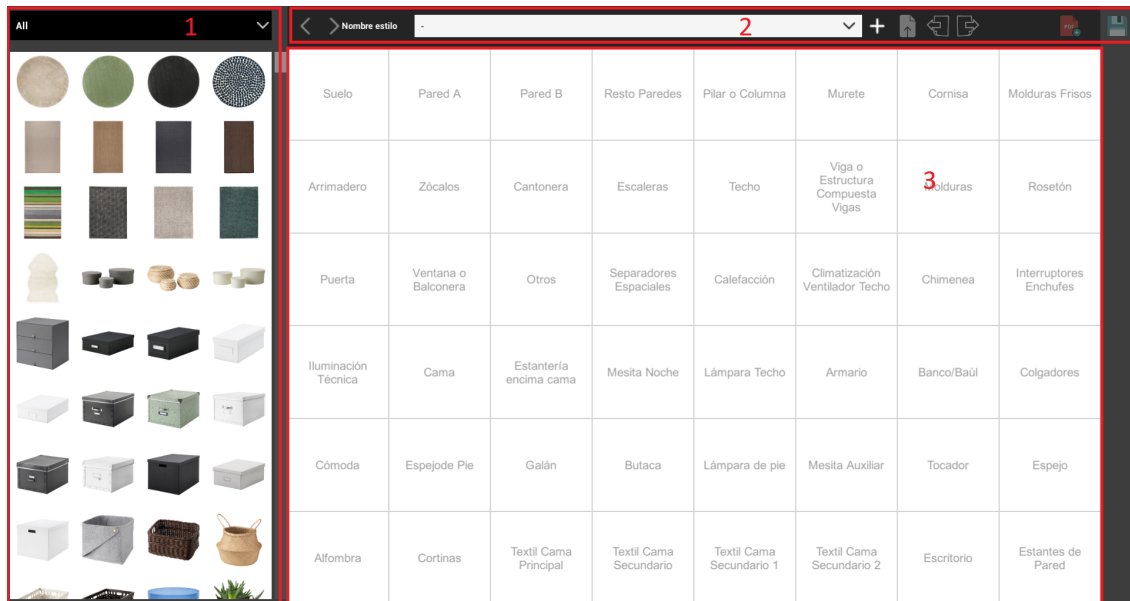 All
1
Nombre estilo
-
2
PDF
Suelo
Pared A
Pared B
Resto Paredes
Pilar o Columna
Murete
Cornisa
Molduras Frisos
Arrimadero
Zócalos
Cantonera
Escaleras
Techo
Viga o
Estructura
Compuesta
Vigas
3
Molduras
Rosetón
Puerta
Ventana o
Balconera
Otros
Separadores
Espaciales
Calefacción
Climatización
Ventilador Techo
Chimenea
Interruptores
Enchufes
Iluminación
Técnica
Cama
Estantería
encima cama
Mesita Noche
Lámpara Techo
Armario
Banco/Baúl
Colgadores
Cómoda
Espejode Pie
Galán
Butaca
Lámpara de pie
Mesita Auxiliar
Tocador
Espejo
Alfombra
Cortinas
Textil Cama
Principal
Textil Cama
Secundario
Textil Cama
Secundario 1
Textil Cama
Secundario 2
Escritorio
Estantes de
Pared